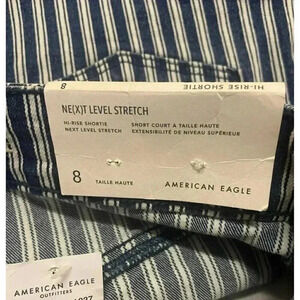 8
HI-RISE SHORTIE
NE(X)T LEVEL STRETCH
HI-RISE SHORTIE
NEXT LEVEL STRETCH
SHORT COURT A TAILLE HAUTE
EXTENSIBILITÉ DE NIVEAU SUPÉRIEUR
8
TAILLE HAUTE
AMERICAN EAGLE
AMERICAN EAGLE
OUTFITTERS